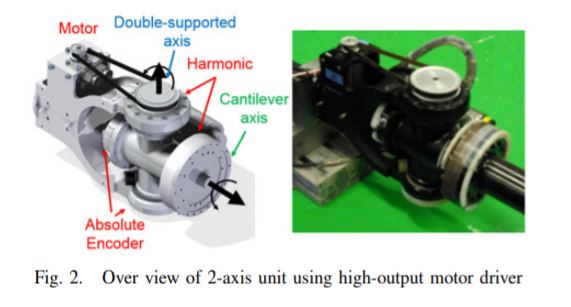 Motor
Double-supported
axis
Harmonic
Cantilever
axis
Absolute
Encoder
Fig. 2. Over view of 2-axis unit using high-output motor driver